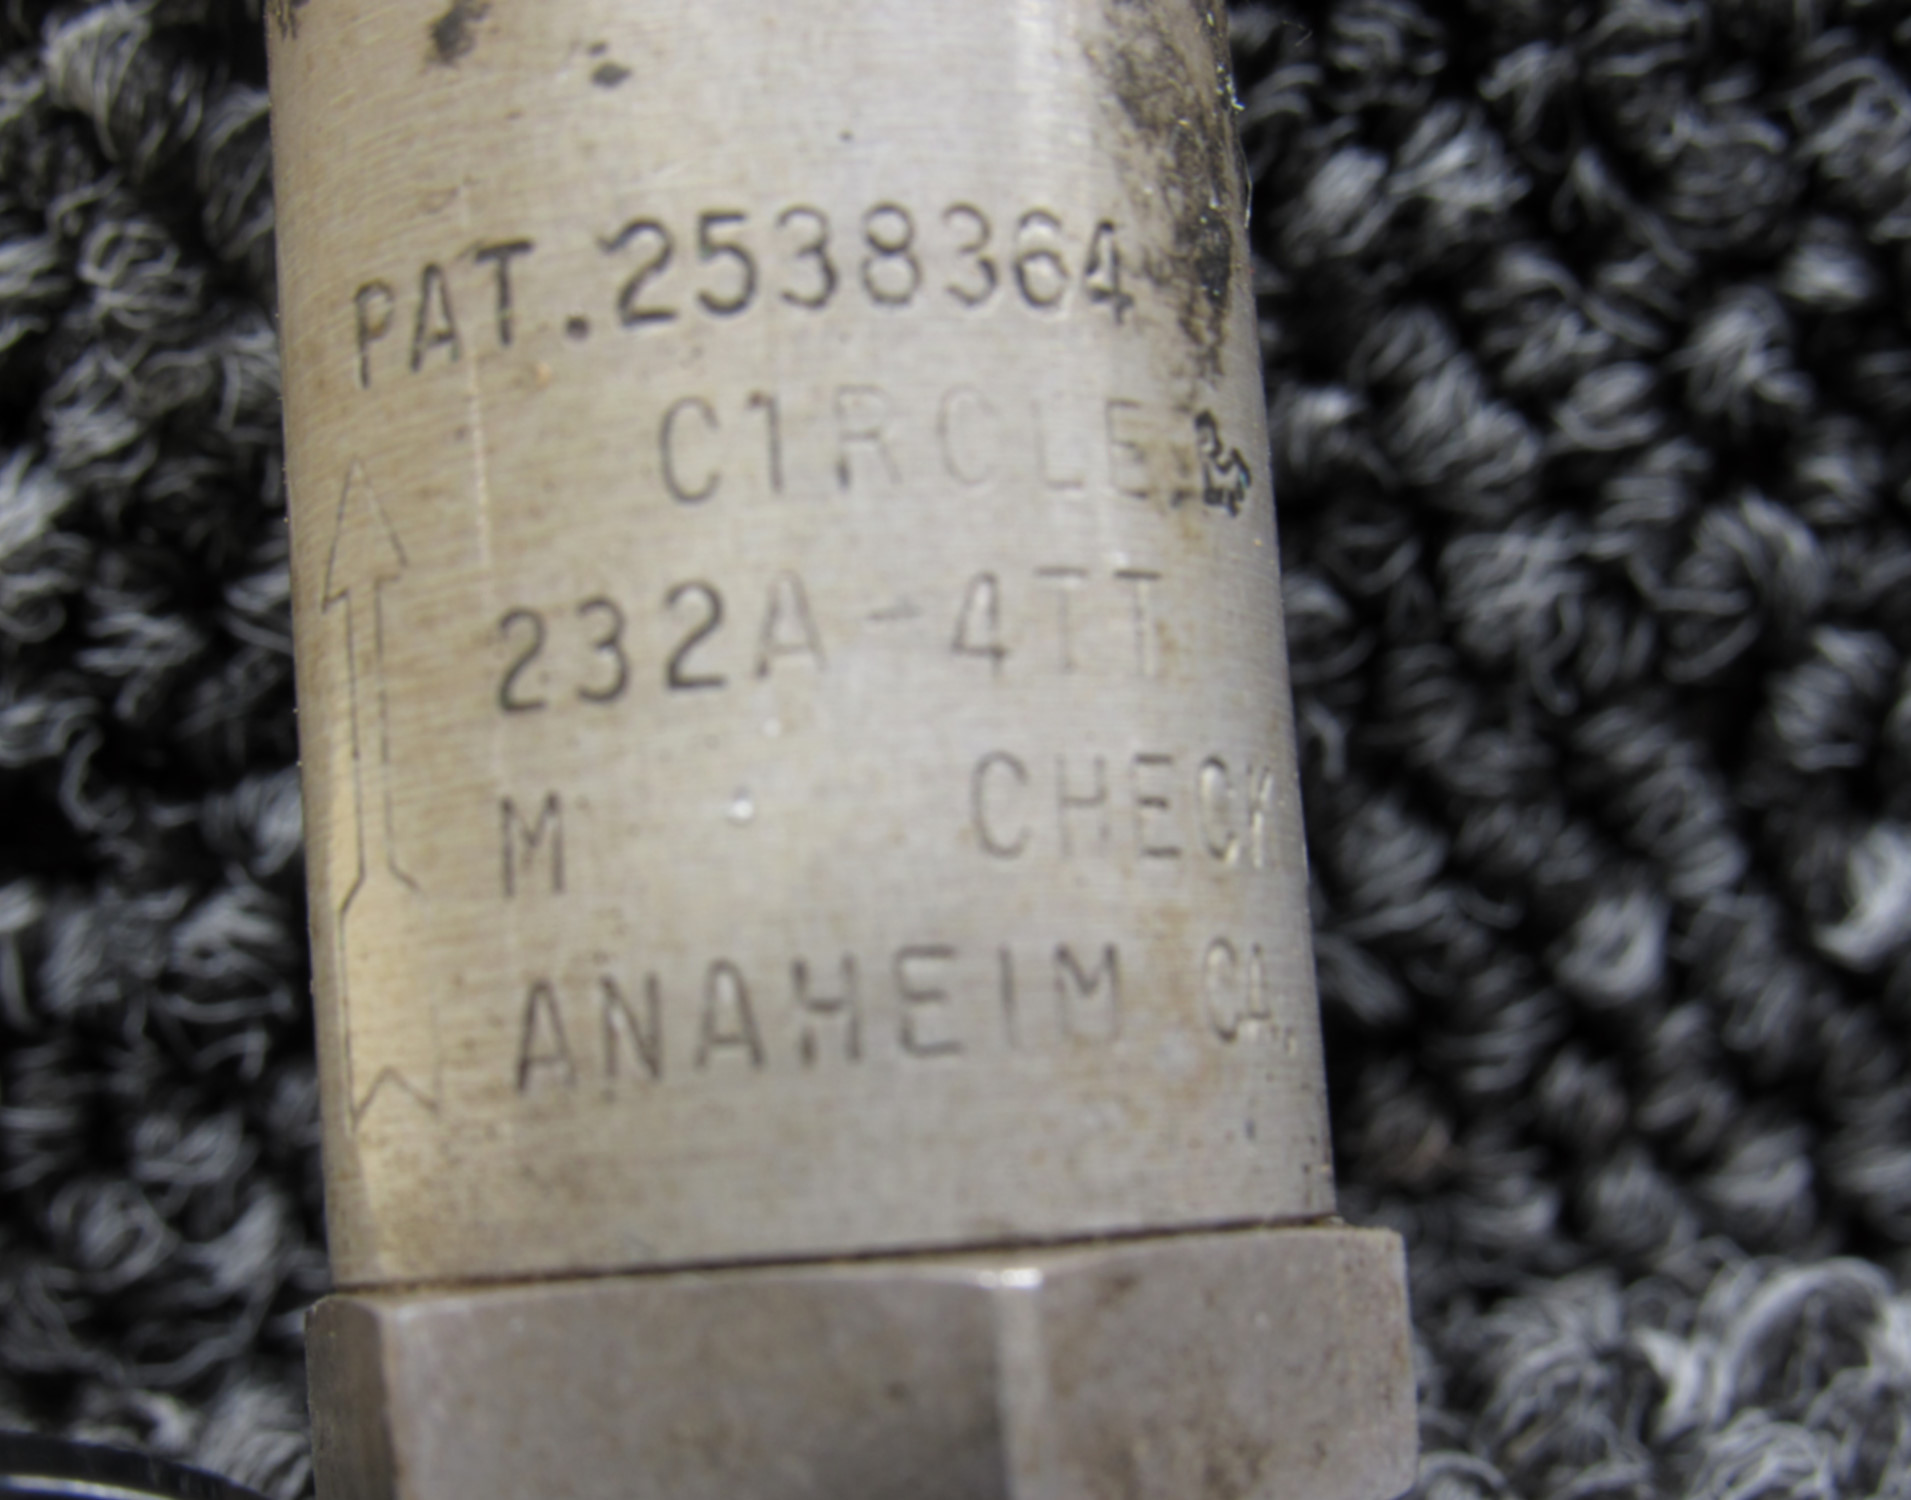 PAT.2538364
CIRCLE
232A-4TT
M CHECK
ANAHEIM CA.